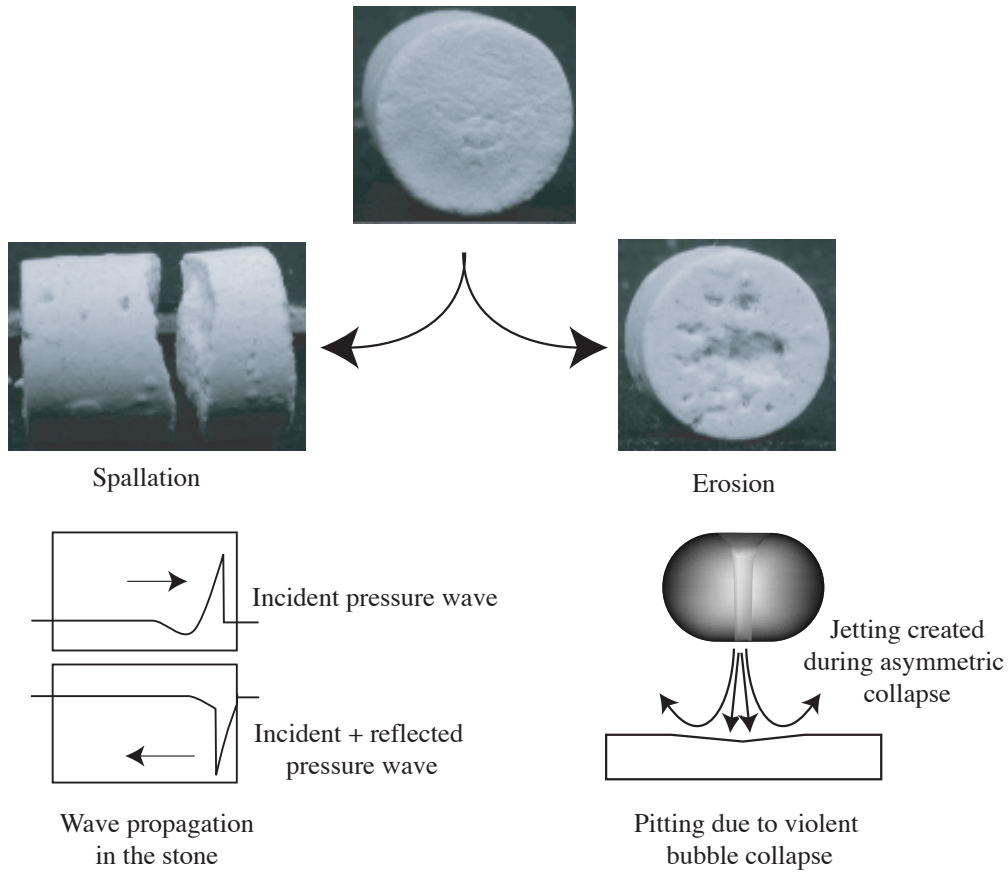 Spallation
Erosion
Incident pressure wave
Jetting created
during asymmetric
collapse
Incident + reflected
pressure wave
Wave propagation
in the stone
Pitting due to violent
bubble collapse